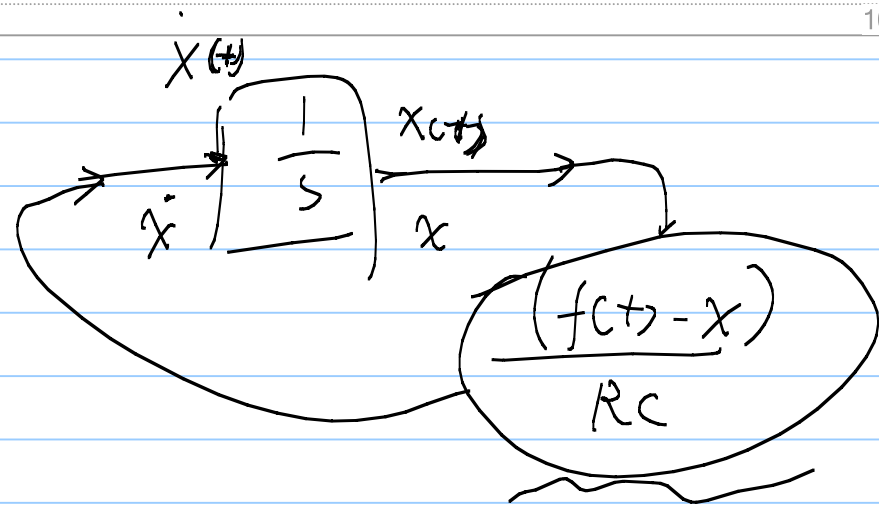 ẋ(t)
1
x(t)
S
ẋ
x
(f(t) - x)
RC